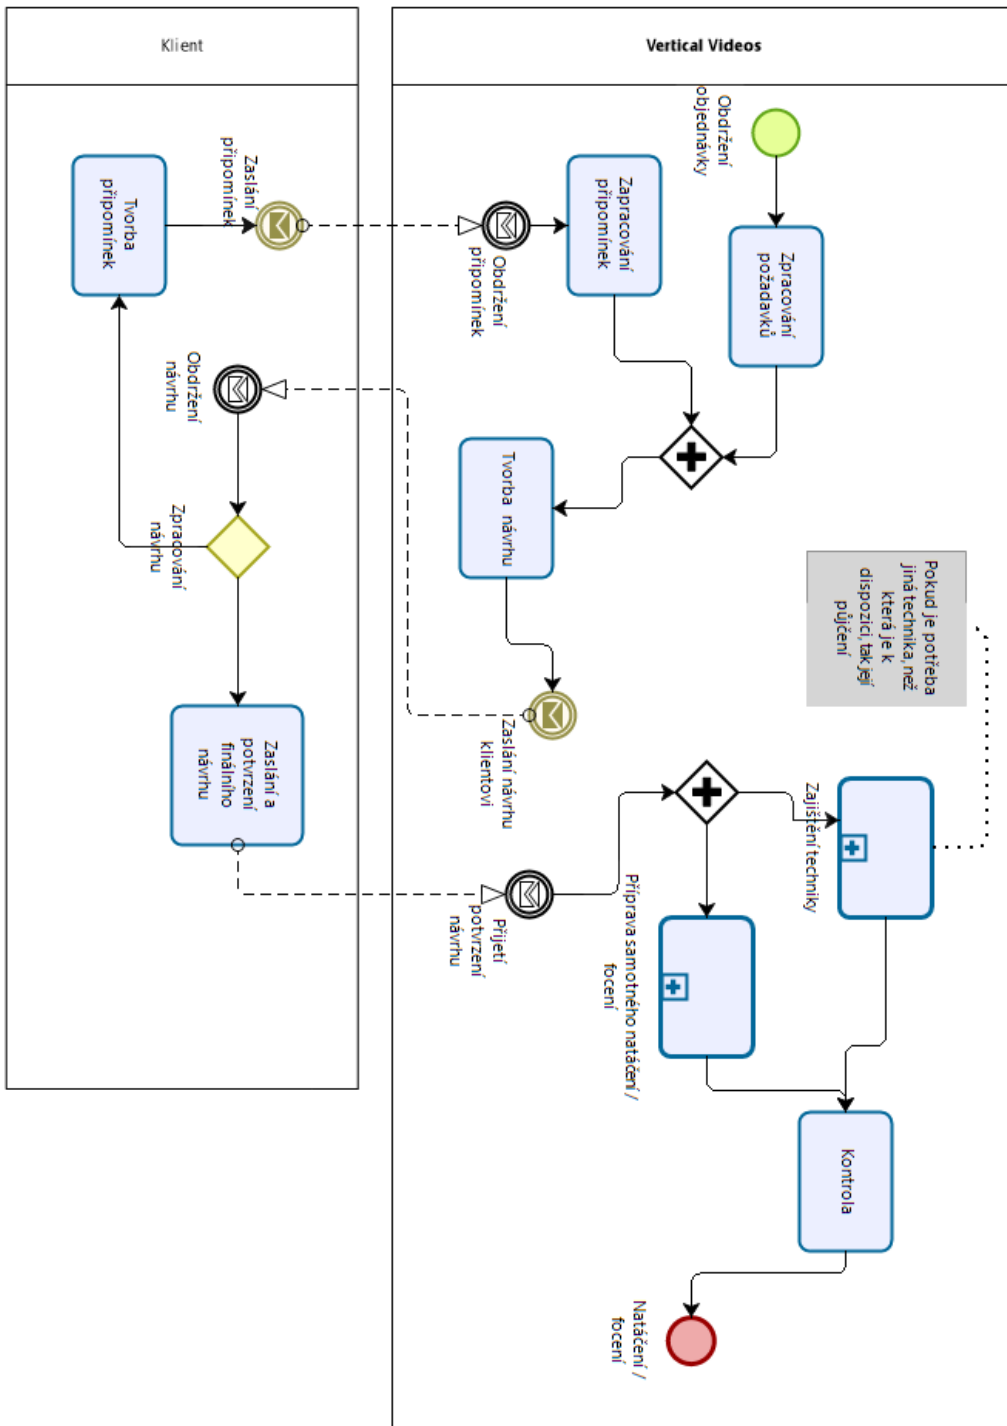 Klient
Vertical Videos
Obdržení
objednávky
Zpracování
požadavků
Zapracování
připomínek
Obdržení
připomínek
Zaslání
připomínek
Tvorba
připomínek
Obdržení
návrhu
Zpracování
návrhu
Tvorba návrhu
Zaslání návrhu
klientovi
Zaslání a
potvrzení
finálního
návrhu
Přijetí
potvrzení
návrhu
Pokud je potřeba
jiná technika, než
která je k
dispozici, tak její
půjčení
Zajištění techniky
Příprava samotného natáčení /
focení
Kontrola
Natáčení /
focení